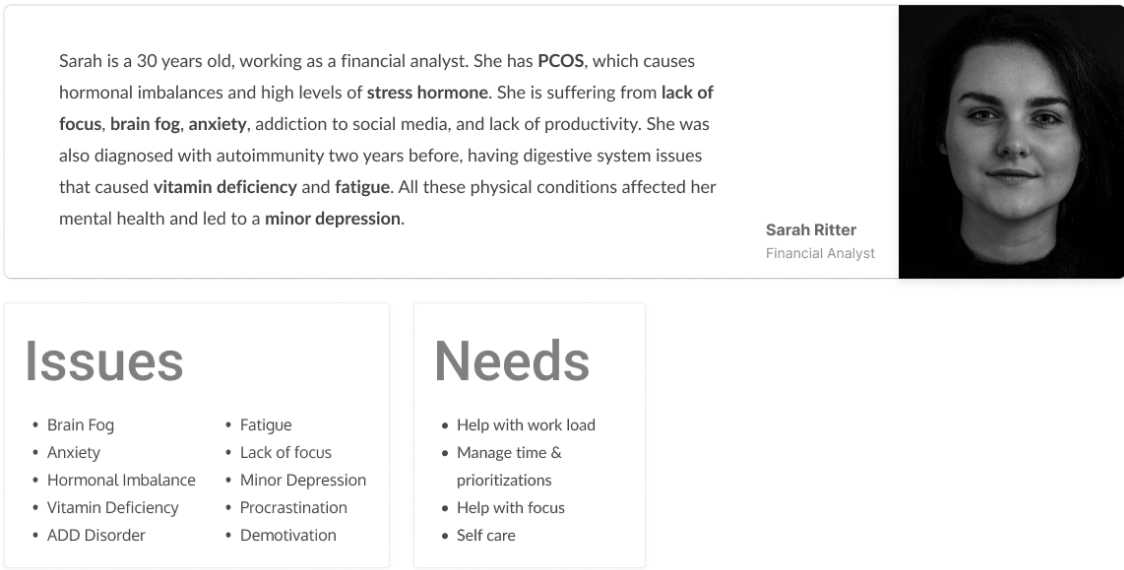 Sarah is a 30 years old, working as a financial analyst. She has PCOS, which causes
hormonal imbalances and high levels of stress hormone. She is suffering from lack of
focus, brain fog, anxiety, addiction to social media, and lack of productivity. She was
also diagnosed with autoimmunity two years before, having digestive system issues
that caused vitamin deficiency and fatigue. All these physical conditions affected her
mental health and led to a minor depression.
Sarah Ritter
Financial Analyst
Issues
• Brain Fog
• Anxiety
• Hormonal Imbalance
• Vitamin Deficiency
• ADD Disorder
• Fatigue
• Lack of focus
• Minor Depression
• Procrastination
• Demotivation
Needs
• Help with work load
• Manage time &
prioritizations
• Help with focus
• Self care